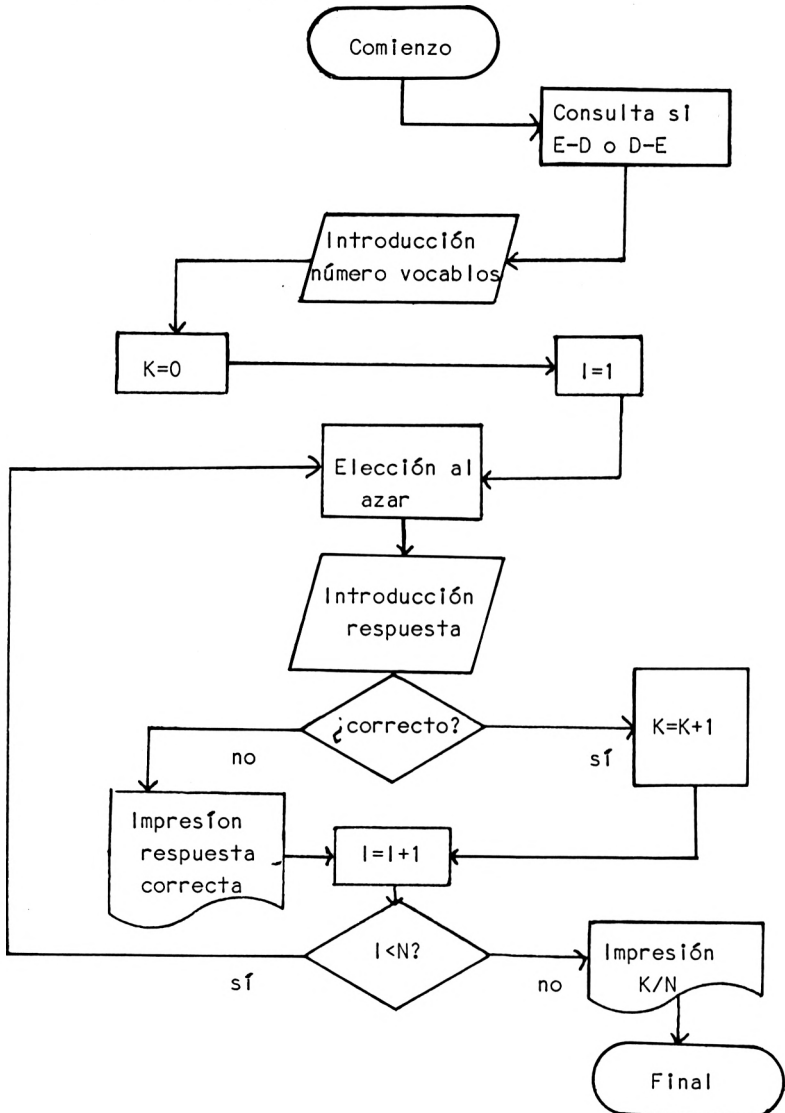 Comienzo
Consulta si
E-D o D-E
Introducción
número vocablos
K=0
I=1
Elección al
azar
Introducción
respuesta
¿correcto?
no
sí
K=K+1
Impresíon
respuesta
correcta
I=I+1
I<N?
sí
no
Impresión
K/N
Final